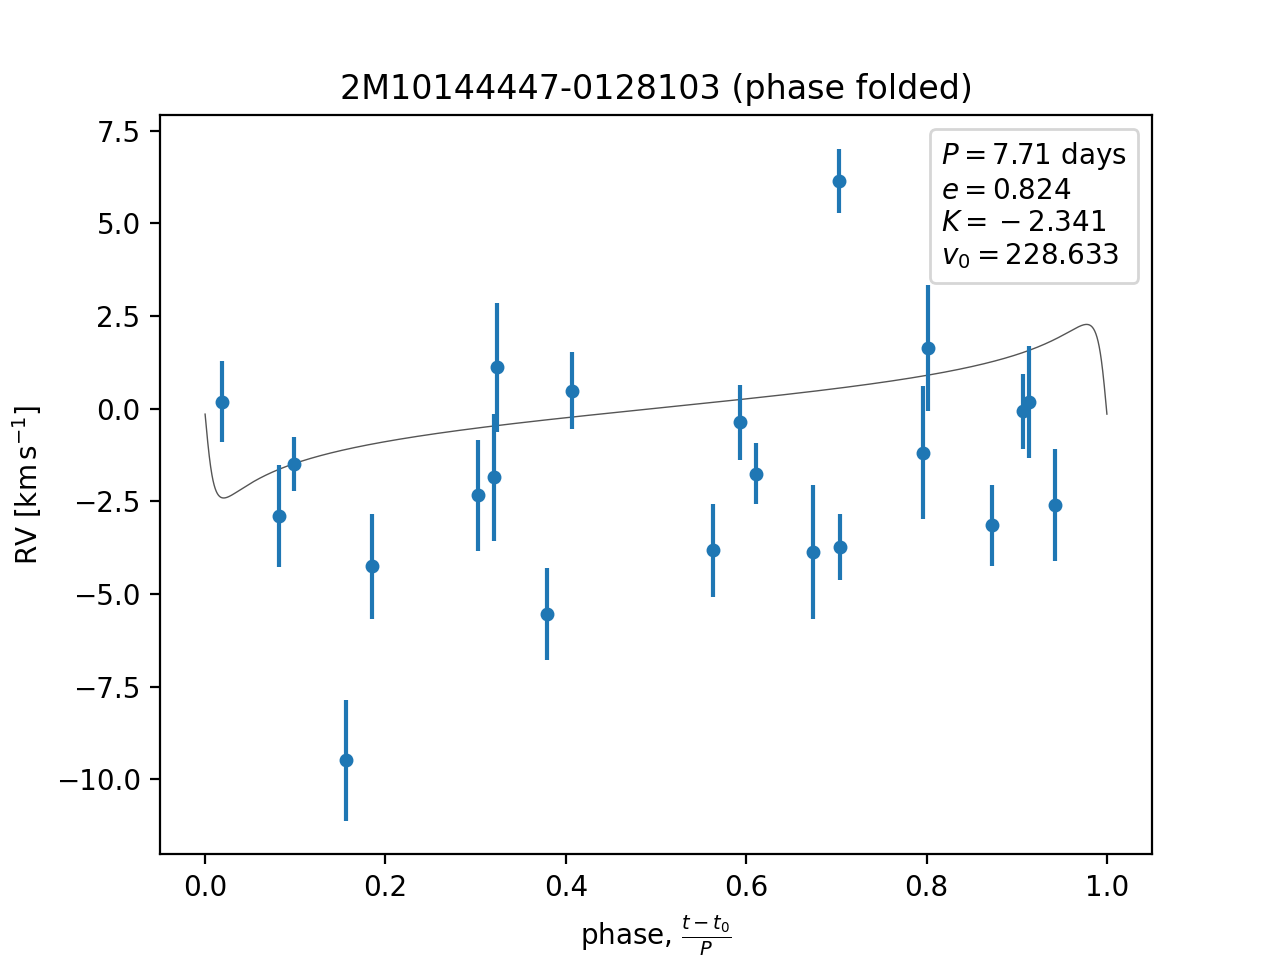 2M10144447-0128103 (phase folded)
P = 7.71 days
e = 0.824
K = −2.341
v₀ = 228.633
7.5
5.0
2.5
0.0
−2.5
−5.0
−7.5
−10.0
RV [km s⁻¹]
0.0 0.2 0.4 0.6 0.8 1.0
phase, (t − t₀)/P